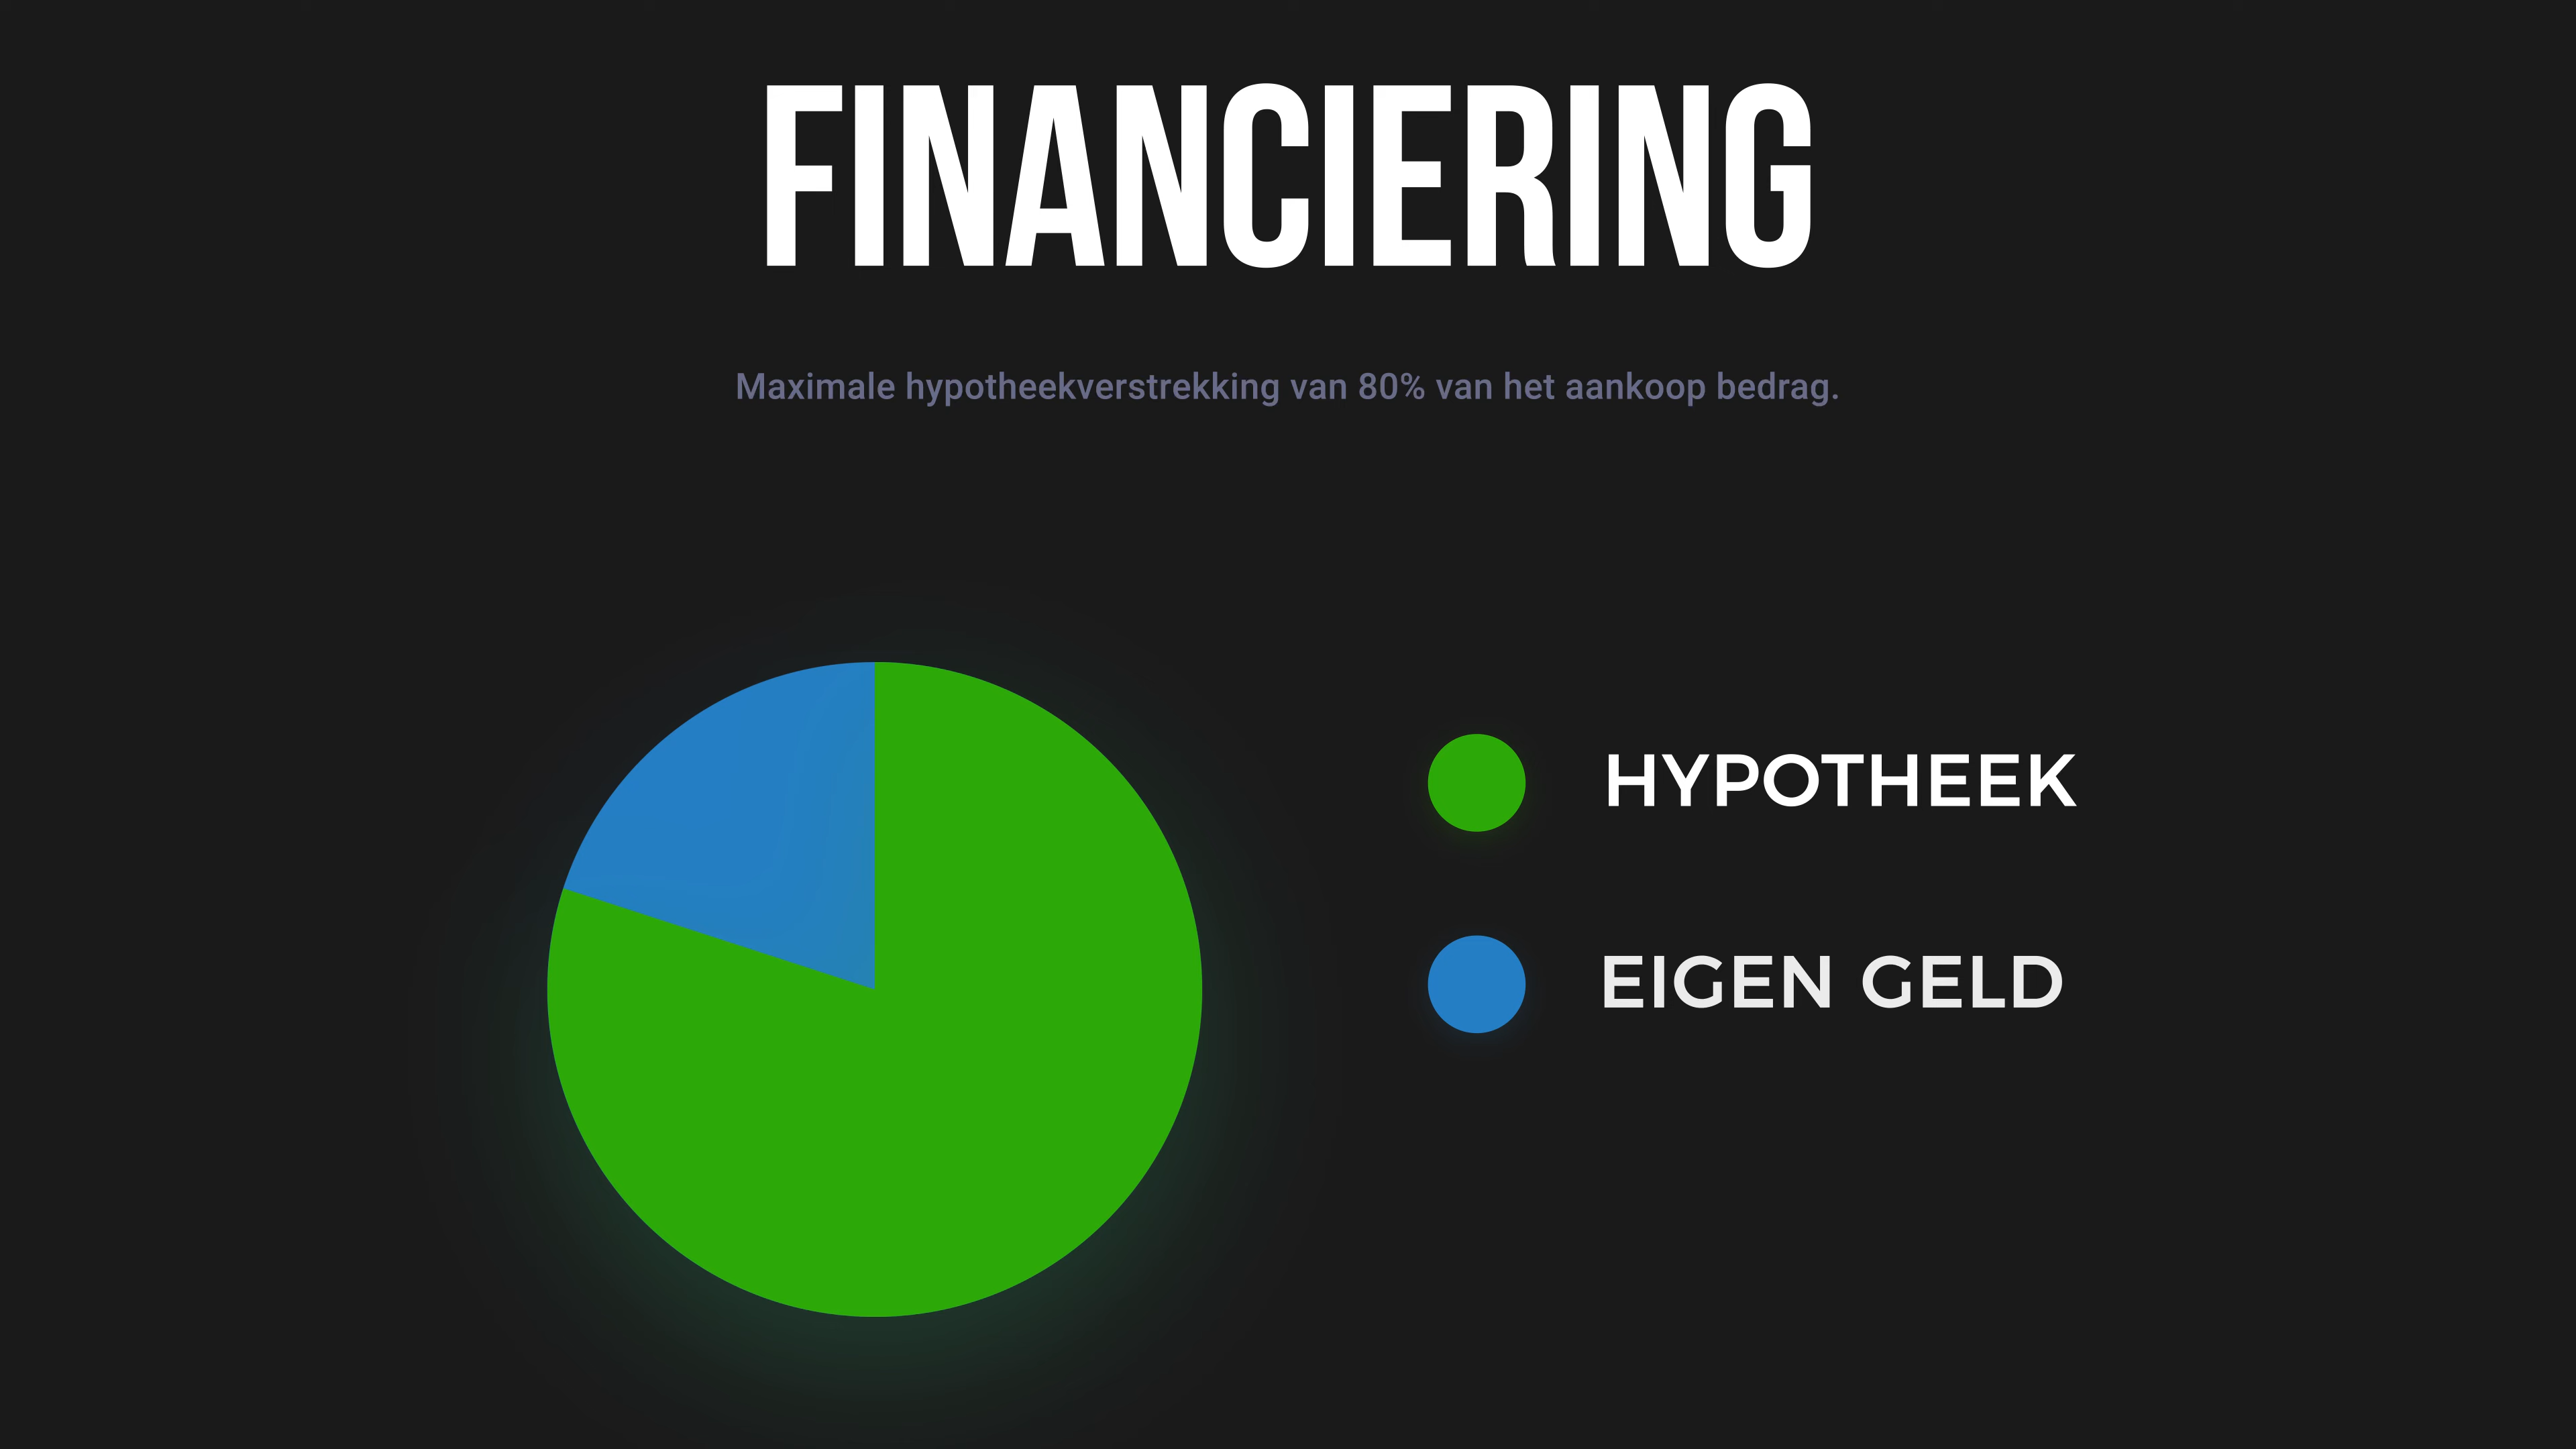 FINANCIERING
Maximale hypotheekverstrekking van 80% van het aankoop bedrag.
HYPOTHEEK
EIGEN GELD